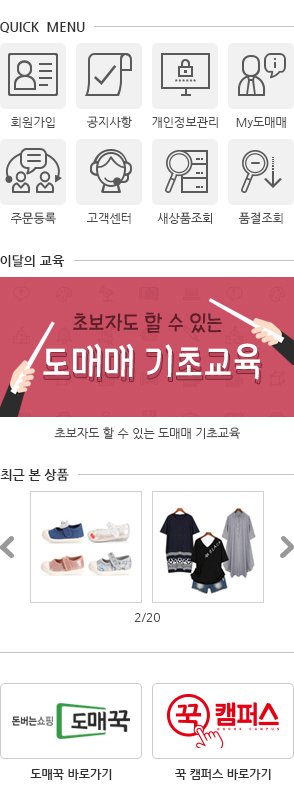 QUICK MENU
회원가입 공지사항 개인정보관리 My도매매
주문등록 고객센터 새상품조회 품절조회
이달의 교육
초보자도 할 수 있는
도매매 기초교육
초보자도 할 수 있는 도매매 기초교육
최근 본 상품
2/20
돈버는쇼핑 도매꾹
꾹 캠퍼스
도매꾹 바로가기 꾹 캠퍼스 바로가기